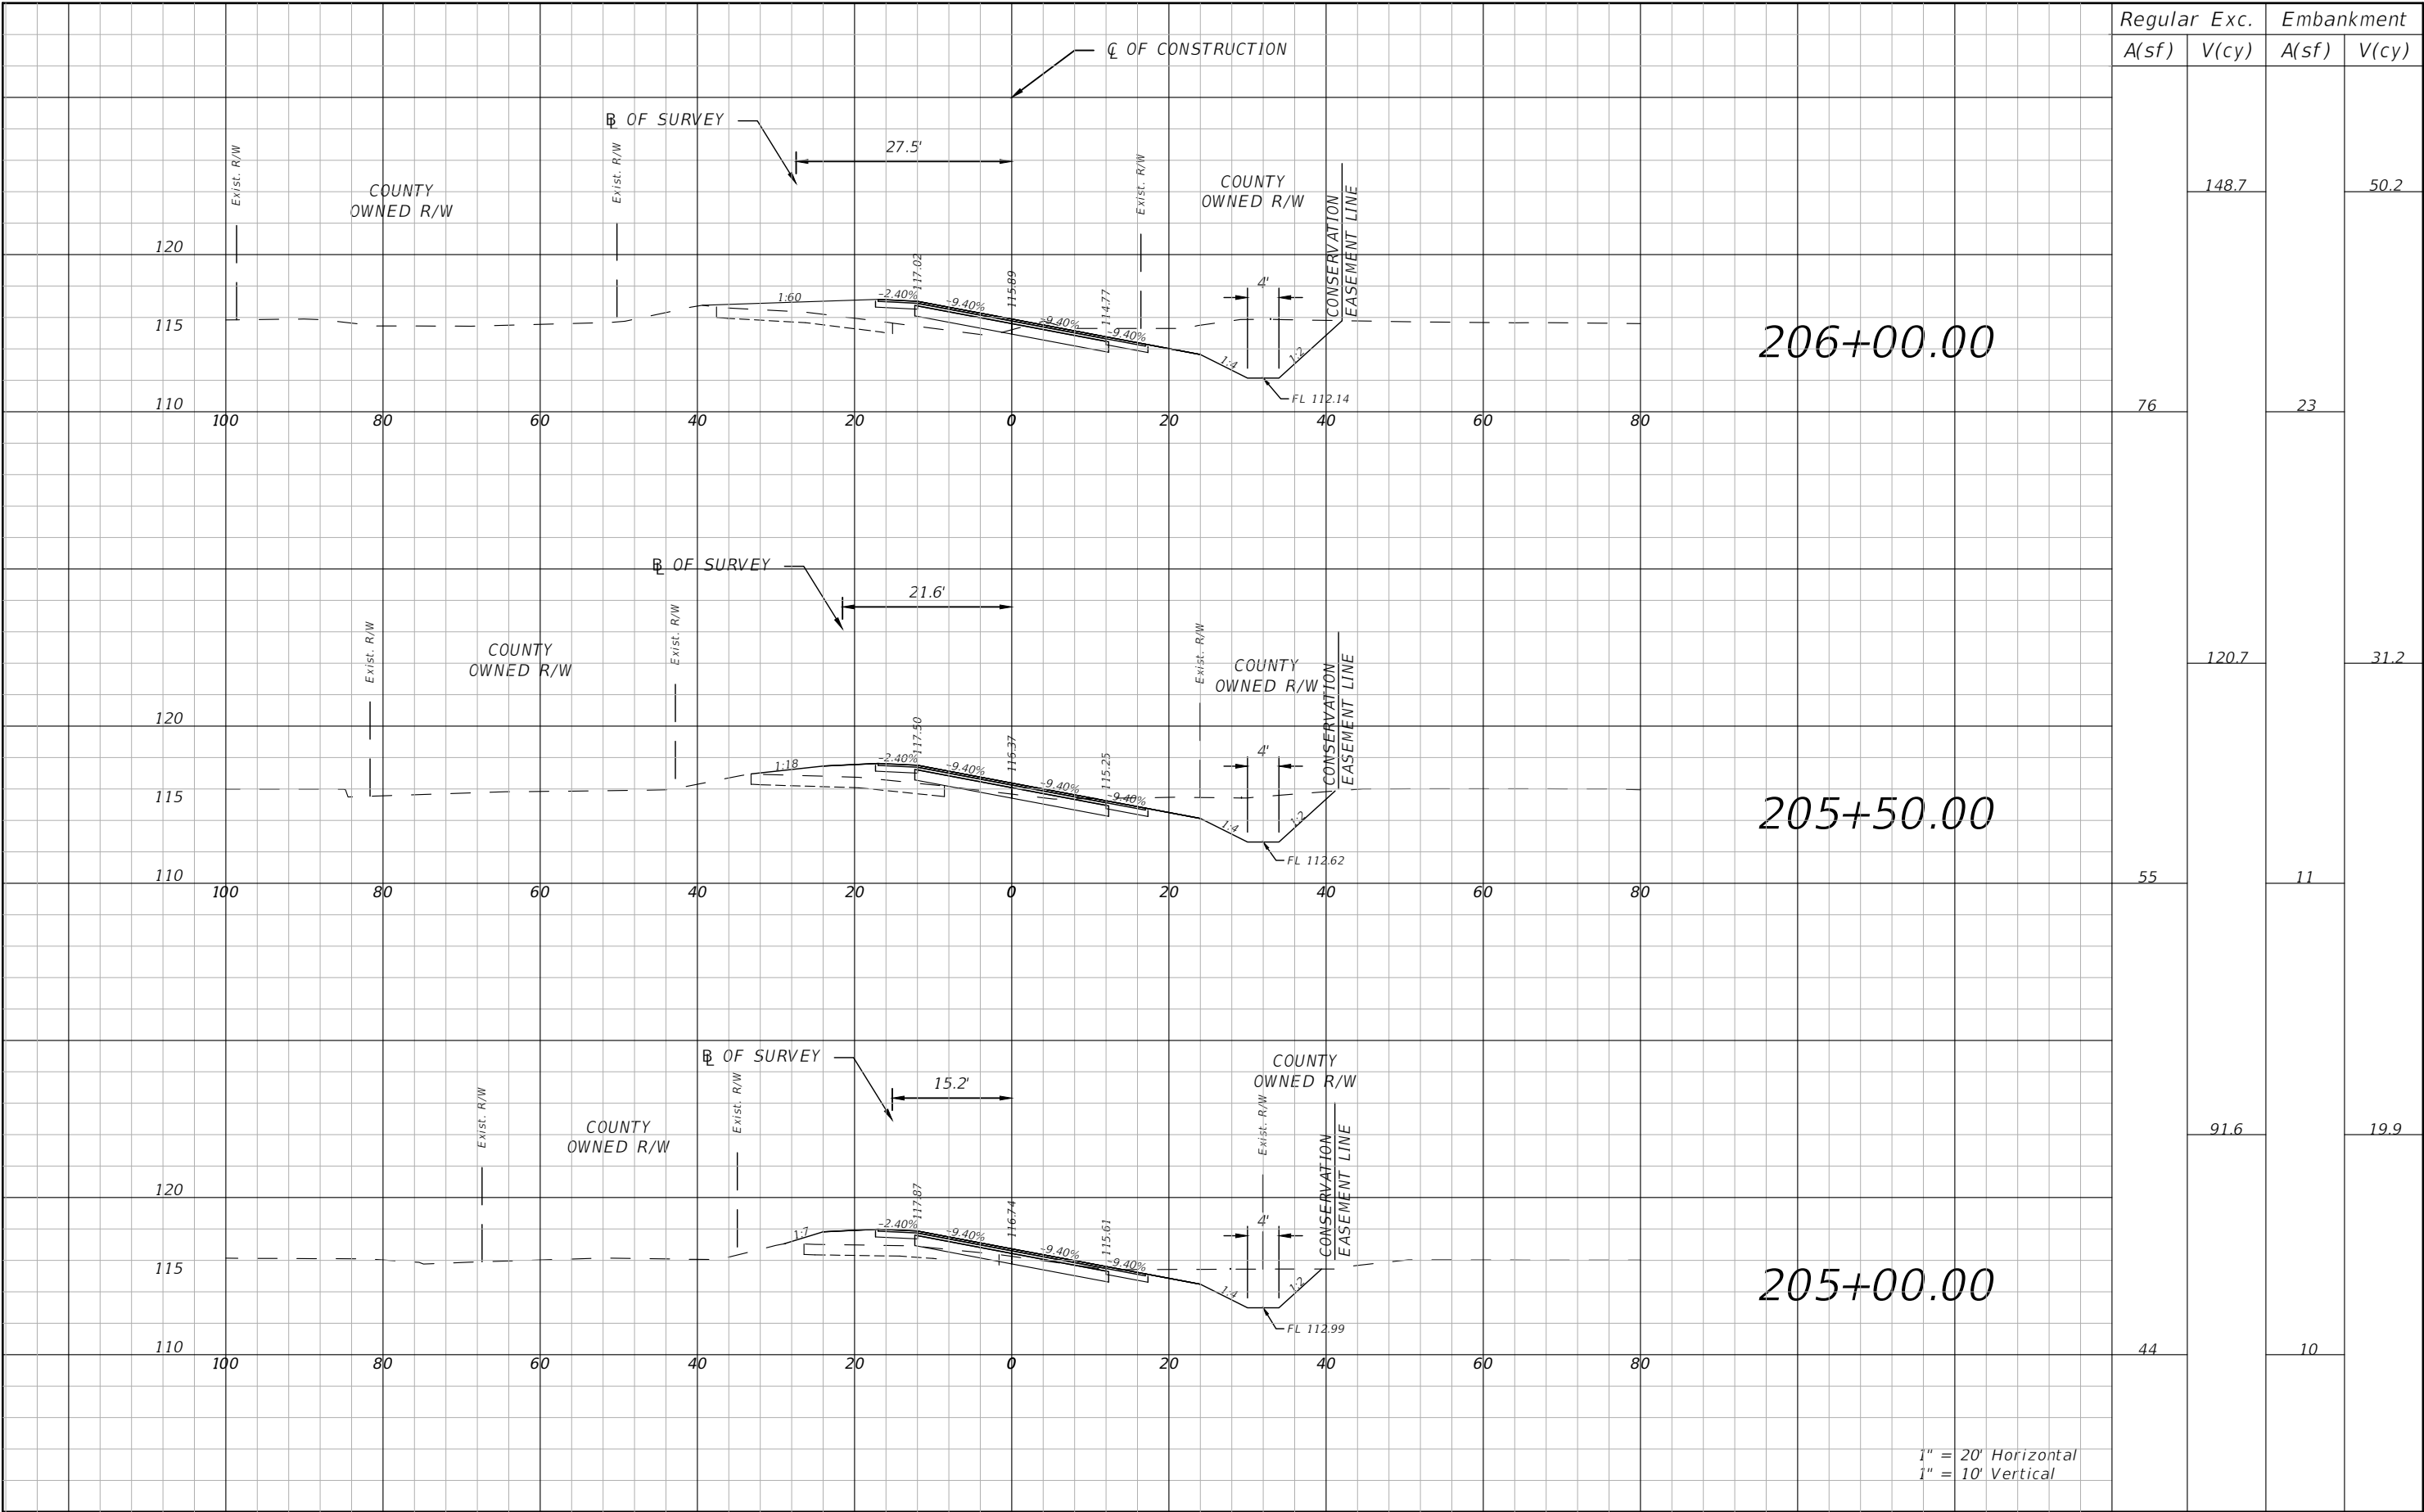 Regular Exc. Embankment
A(sf) V(cy) A(sf) V(cy)
℄ OF CONSTRUCTION
BL OF SURVEY
27.5'
Exist. R/W
COUNTY
OWNED R/W
Exist. R/W
Exist. R/W
COUNTY
OWNED R/W
CONSERVATION
EASEMENT LINE
148.7 50.2
120
115
110
1:60
-2.40%
117.02
-9.40%
115.89
-9.40%
114.77
-9.40%
1:4
4'
1:2
FL 112.14
206+00.00
100 80 60 40 20 0 20 40 60 80
76 23
BL OF SURVEY
21.6'
Exist. R/W
COUNTY
OWNED R/W
Exist. R/W
Exist. R/W
COUNTY
OWNED R/W
CONSERVATION
EASEMENT LINE
120.7 31.2
120
115
110
1:18
-2.40%
117.50
-9.40%
116.37
-9.40%
115.25
-9.40%
1:4
4'
1:2
FL 112.62
205+50.00
100 80 60 40 20 0 20 40 60 80
55 11
BL OF SURVEY
15.2'
Exist. R/W
COUNTY
OWNED R/W
Exist. R/W
Exist. R/W
COUNTY
OWNED R/W
CONSERVATION
EASEMENT LINE
91.6 19.9
120
115
110
1:7
-2.40%
117.87
-9.40%
116.74
-9.40%
115.61
-9.40%
1:4
4'
1:2
FL 112.99
205+00.00
100 80 60 40 20 0 20 40 60 80
44 10
1" = 20' Horizontal
1" = 10' Vertical